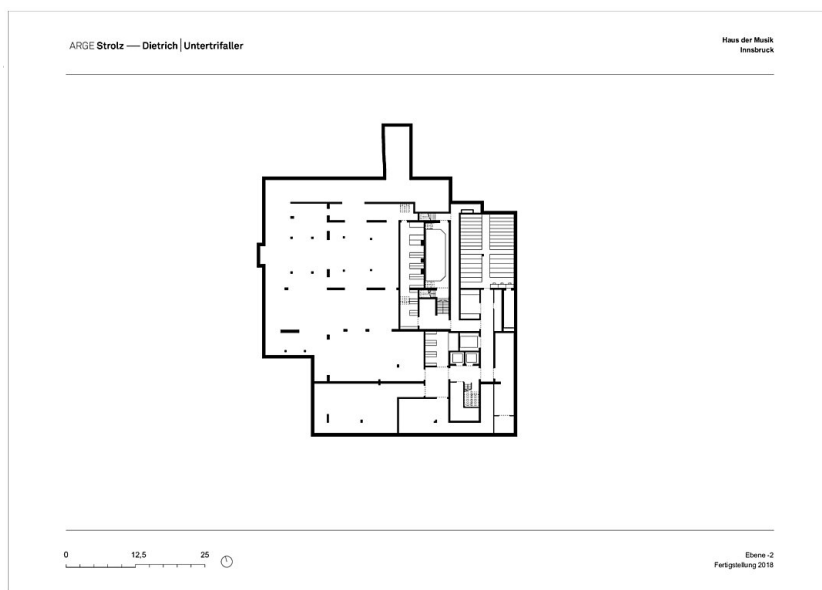 ARGE Strolz — Dietrich | Untertrifaller
Haus der Musik
Innsbruck
0 12,5 25
Ebene -2
Fertigstellung 2018